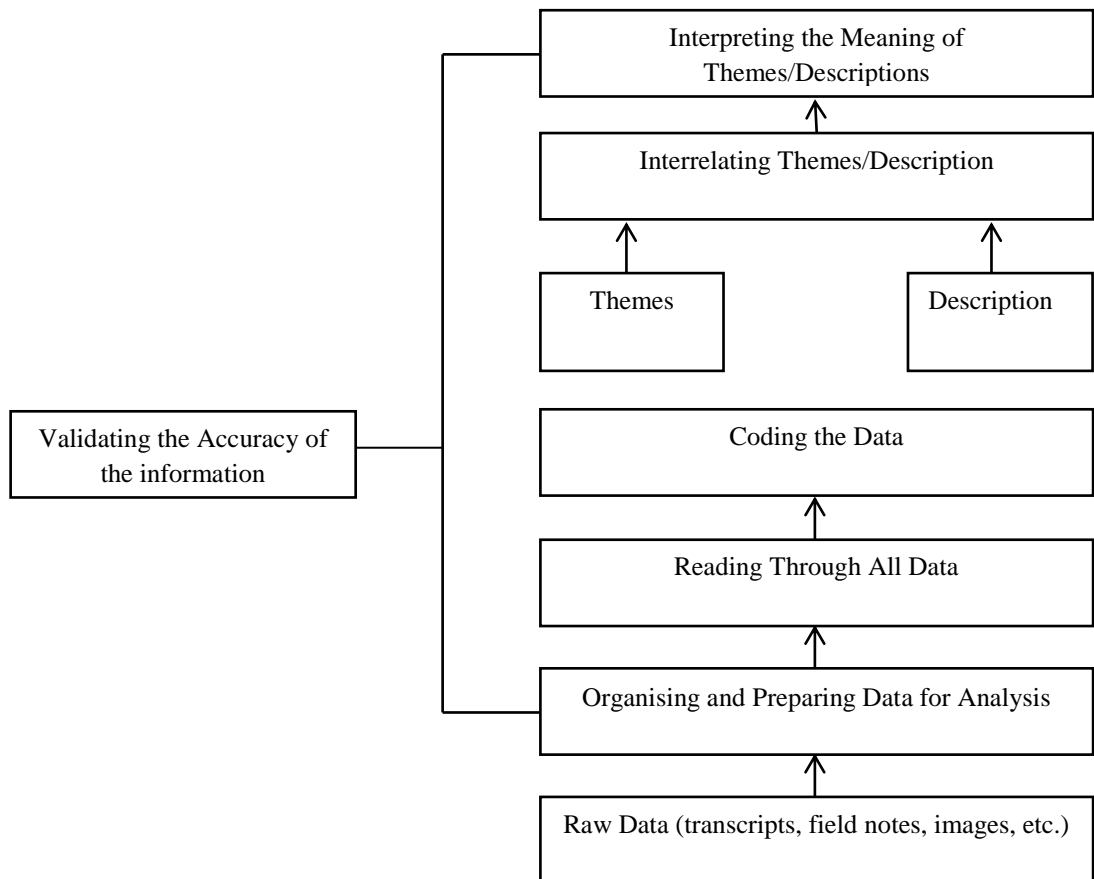 Interpreting the Meaning of
Themes/Descriptions
Interrelating Themes/Description
Themes
Description
Validating the Accuracy of
the information
Coding the Data
Reading Through All Data
Organising and Preparing Data for Analysis
Raw Data (transcripts, field notes, images, etc.)